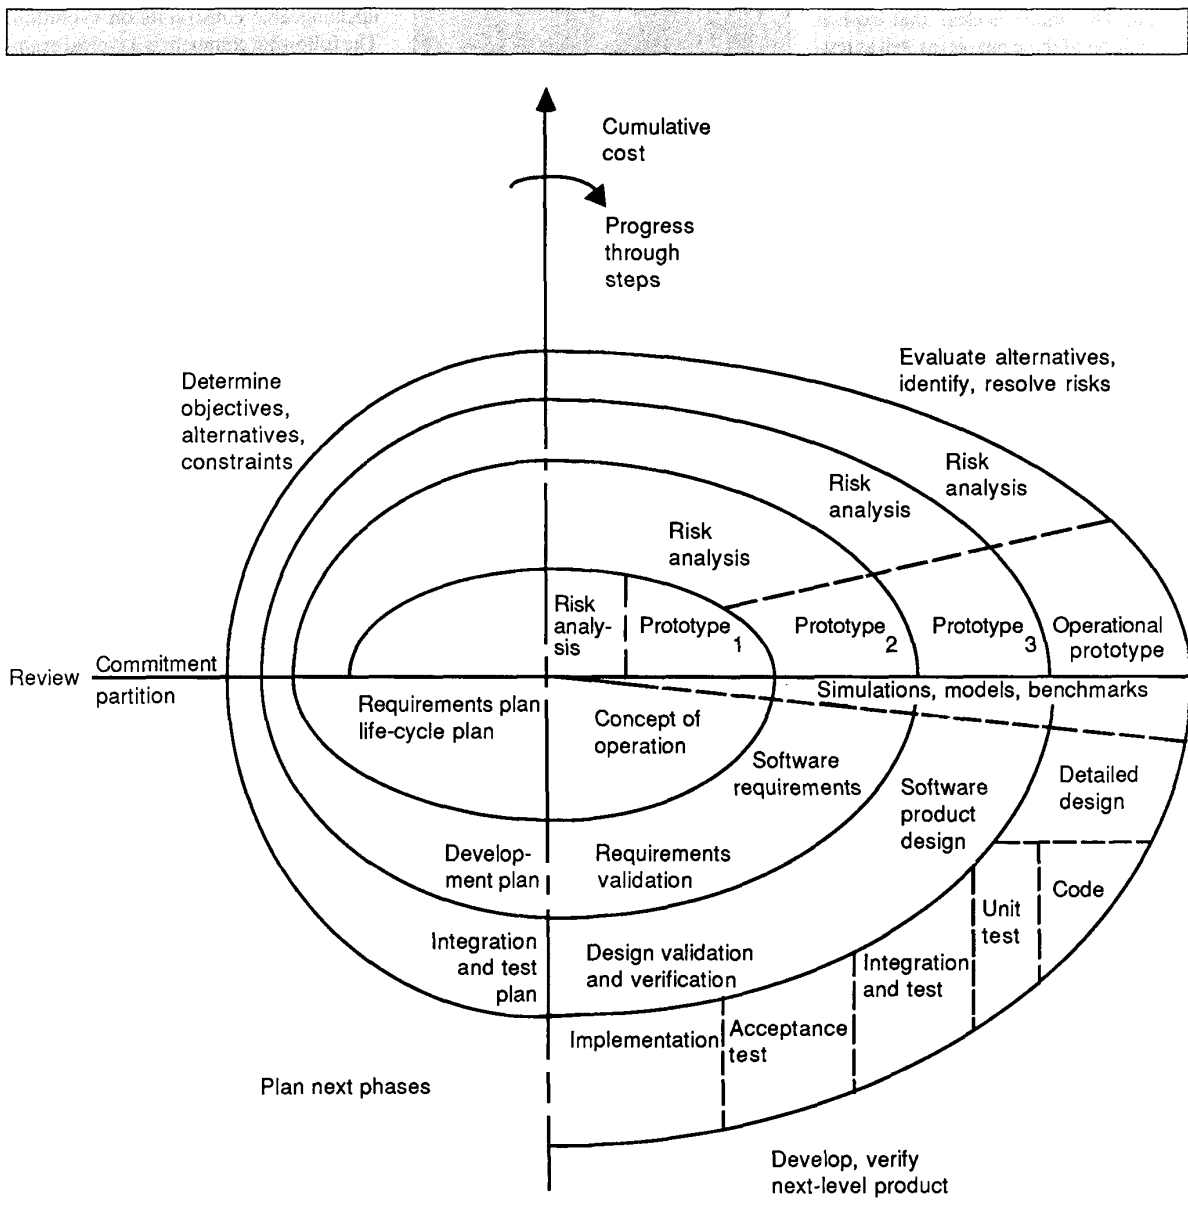 Cumulative
cost
Progress
through
steps
Evaluate alternatives,
identify, resolve risks
Determine
objectives,
alternatives,
constraints
Risk
analysis
Risk
analysis
Risk
analysis
Risk
analy-
sis
Prototype 1
Prototype 2
Prototype 3
Operational
prototype
Review
Commitment
partition
Simulations, models, benchmarks
Requirements plan
life-cycle plan
Concept of
operation
Software
requirements
Software
product
design
Detailed
design
Develop-
ment plan
Requirements
validation
Code
Unit
test
Integration
and test
plan
Design validation
and verification
Integration
and test
Implementation
Acceptance
test
Plan next phases
Develop, verify
next-level product